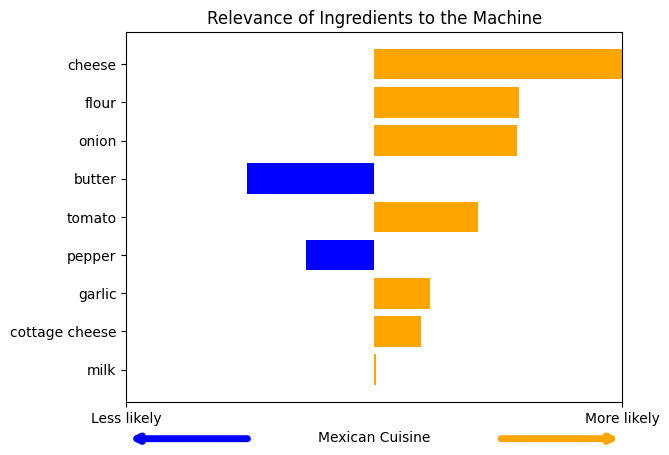 Relevance of Ingredients to the Machine
cheese
flour
onion
butter
tomato
pepper
garlic
cottage cheese
milk
Less likely
More likely
Mexican Cuisine